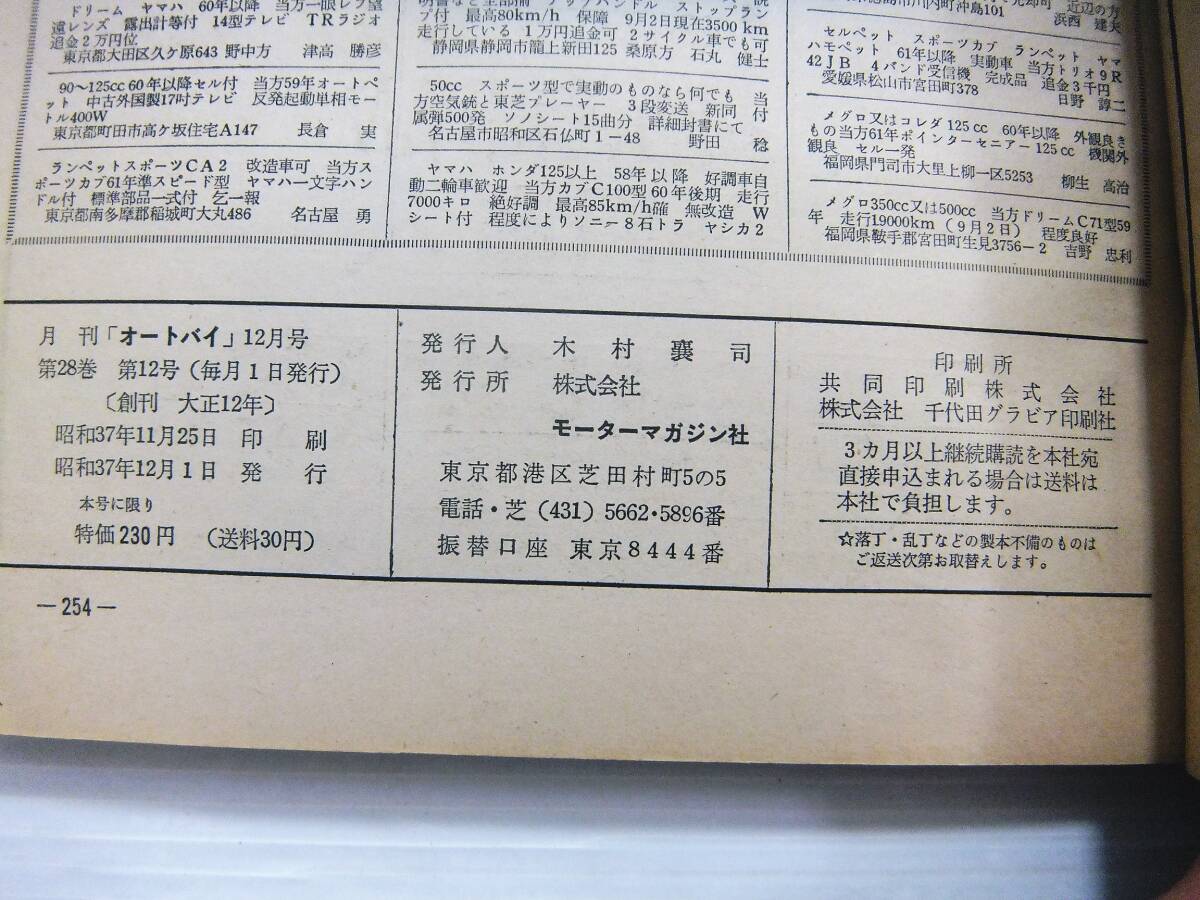 ドリーム ヤマハ 60年以降 当方一眼レフ望
遠レンズ 露出計等付 14型テレビ TRラジオ
追金2万円位
東京都大田区久ケ原643 野中方 津高 勝彦
90〜125cc 60年以降セル付 当方59年オートペ
ット 中古外国製17吋テレビ 反発起動単相モー
トル400W
東京都町田市高ケ坂住宅A147 長倉 実
ランペットスポーツCA2 改造車可 当方ス
ポーツカブ61年準スピード型 ヤマハ一文字ハン
ドル付 標準部品一式付 乞一報
東京都南多摩郡稲城町大丸486 名古屋 勇
プ付 最高80km/h 保障 9月2日現在3500km
走行している 1万円追金可 2サイクル車でも可
静岡県静岡市籠上新田125 桑原方 石丸 健士
50cc スポーツ型で実動のものなら何でも 当
方空気銃と東芝プレーヤー 3段変送 新同 付
属弾500発 ソノシート15曲分 詳細封書にて
名古屋市昭和区石仏町1−48 野田 稔
ヤマハ ホンダ125以上 58年以降 好調車自
動二輪車歓迎 当方カブC100型60年後期 走行
7000キロ 絶好調 最高85km/h確 無改造 W
シート付 程度によりソニー8石トラ ヤシカ2
近辺の方
川内町沖島101 浜西 建夫
セルペット スポーツカブ ランペット ヤマ
ハモペット 61年以降 実動車 当方トリオ9R
42JB 4バンド受信機 完成品 追金3千円
愛媛県松山市宮田町378 日野 諄二
メグロ又はコレダ125cc 60年以降 外観良き
もの当方61年ポインターセニアー125cc 機関外
観良 セル一発
福岡県門司市大里上柳一区5253 柳生 高治
メグロ350cc又は500cc 当方ドリームC71型59
年 走行19000km(9月2日) 程度良好
福岡県鞍手郡宮田町生見3756−2 吉野 忠利
月刊「オートバイ」12月号
第28巻 第12号(毎月1日発行)
〔創刊 大正12年〕
昭和37年11月25日 印刷
昭和37年12月1日 発行
本号に限り
特価230円 (送料30円)
発行人 木村襄司
発行所 株式会社
モーターマガジン社
東京都港区芝田村町5の5
電話・芝(431)5662・5896番
振替口座 東京8444番
印刷所
共同印刷株式会社
株式会社 千代田グラビア印刷社
3カ月以上継続購読を本社宛
直接申込まれる場合は送料は
本社で負担します。
☆落丁・乱丁などの製本不備のものは
ご返送次第お取替えします。
—254—